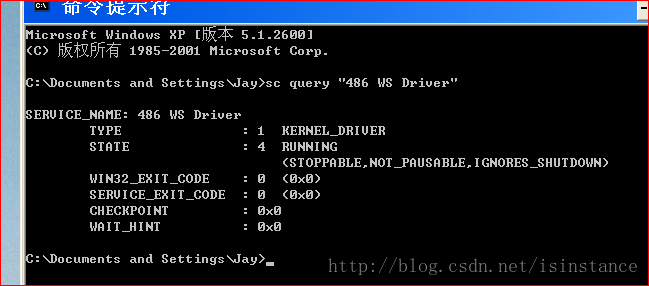 命令提示符
Microsoft Windows XP [版本 5.1.2600]
(C) 版权所有 1985-2001 Microsoft Corp.
C:\Documents and Settings\Jay>sc query "486 WS Driver"
SERVICE_NAME: 486 WS Driver
TYPE : 1 KERNEL_DRIVER
STATE : 4 RUNNING
(STOPPABLE,NOT_PAUSABLE,IGNORES_SHUTDOWN)
WIN32_EXIT_CODE : 0 (0x0)
SERVICE_EXIT_CODE : 0 (0x0)
CHECKPOINT : 0x0
WAIT_HINT : 0x0
C:\Documents and Settings\Jay>_
http://blog.csdn.net/isinstance